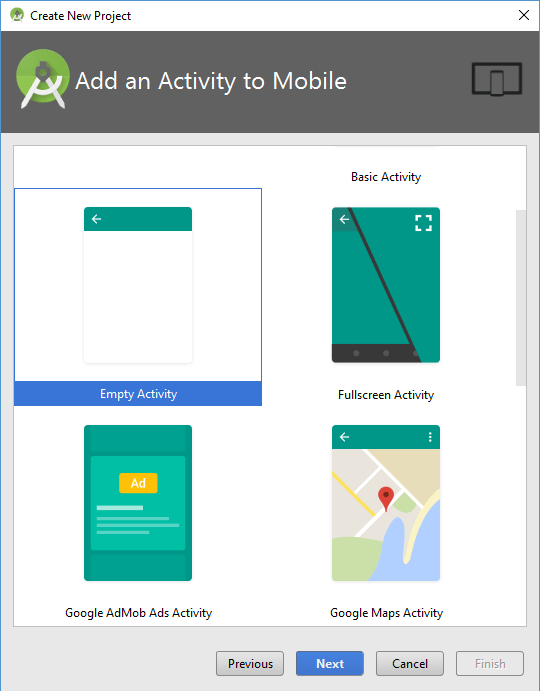 Create New Project
Add an Activity to Mobile
Basic Activity
Empty Activity
Fullscreen Activity
Ad
Google AdMob Ads Activity
Google Maps Activity
Previous
Next
Cancel
Finish